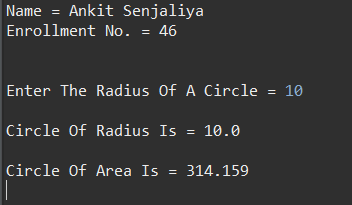 Name = Ankit Senjaliya
Enrollment No. = 46
Enter The Radius Of A Circle = 10
Circle Of Radius Is = 10.0
Circle Of Area Is = 314.159